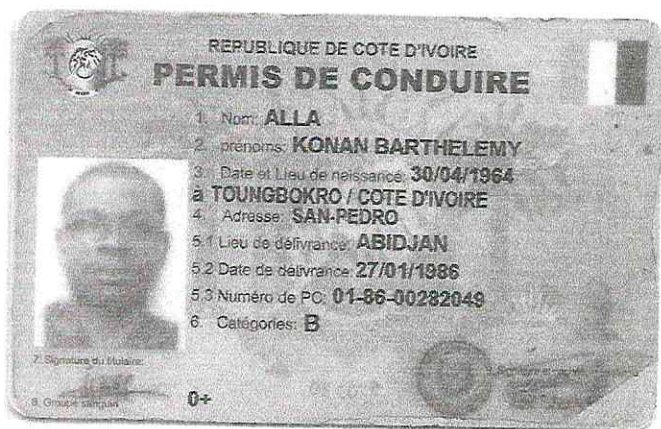 REPUBLIQUE DE COTE D'IVOIRE
PERMIS DE CONDUIRE
1. Nom: ALLA
2. prénoms: KONAN BARTHELEMY
3. Date et Lieu de naissance: 30/04/1964
à TOUNGBOKRO / COTE D'IVOIRE
4. Adresse: SAN-PEDRO
5.1 Lieu de délivrance: ABIDJAN
5.2 Date de délivrance: 27/01/1986
5.3 Numéro de PC: 01-86-00282049
6. Catégories: B
7. Signature du titulaire:
8. Groupe sanguin 0+